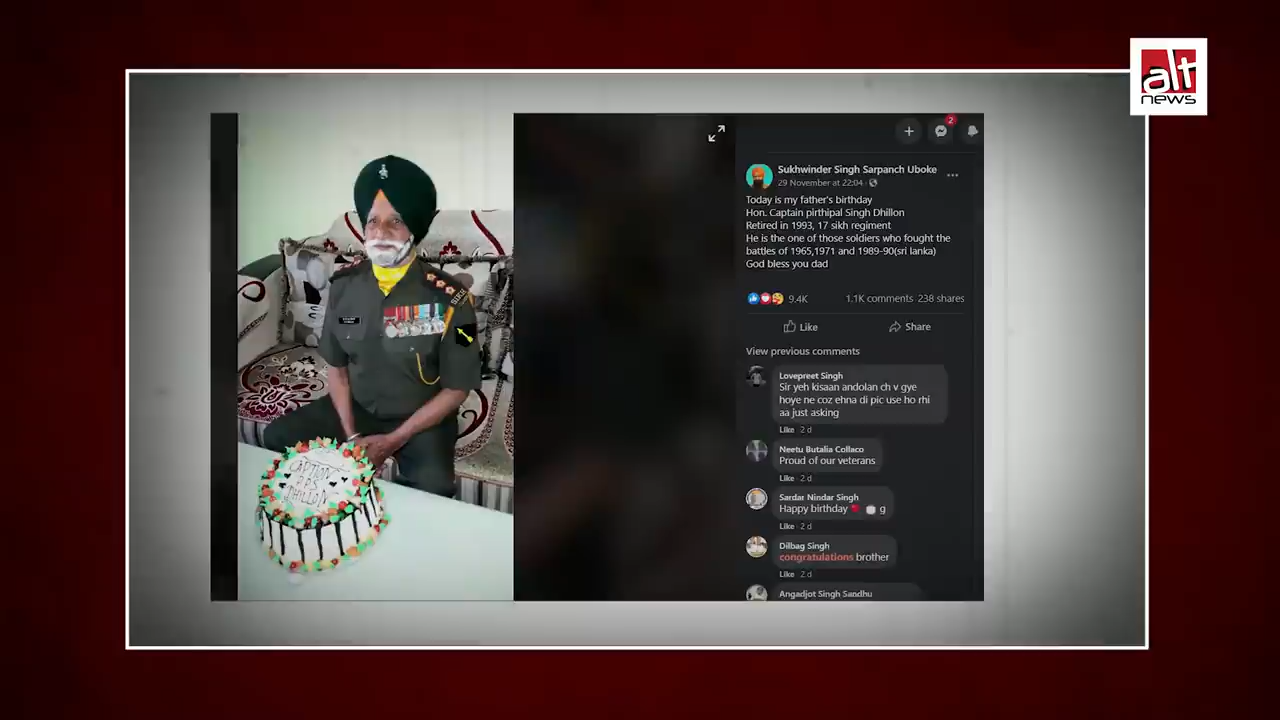 alt
news
2
Sukhwinder Singh Sarpanch Uboke
29 November at 22:04
Today is my father's birthday
Hon. Captain pirthipal Singh Dhillon
Retired in 1993, 17 sikh regiment
He is the one of those soldiers who fought the
battles of 1965,1971 and 1989-90(sri lanka)
God bless you dad
9.4K 1.1K comments 238 shares
Like Share
View previous comments
Lovepreet Singh
Sir yeh kisaan andolan ch v gye
hoye ne coz ehna di pic use ho rhi
aa just asking
Like 2 d
Neetu Butalia Collaco
Proud of our veterans
Like 2 d
Sardar Nindar Singh
Happy birthday g
Like 2 d
Dilbag Singh
congratulations brother
Like 2 d
Angadjot Singh Sandhu
CAPTAIN
DHILLON